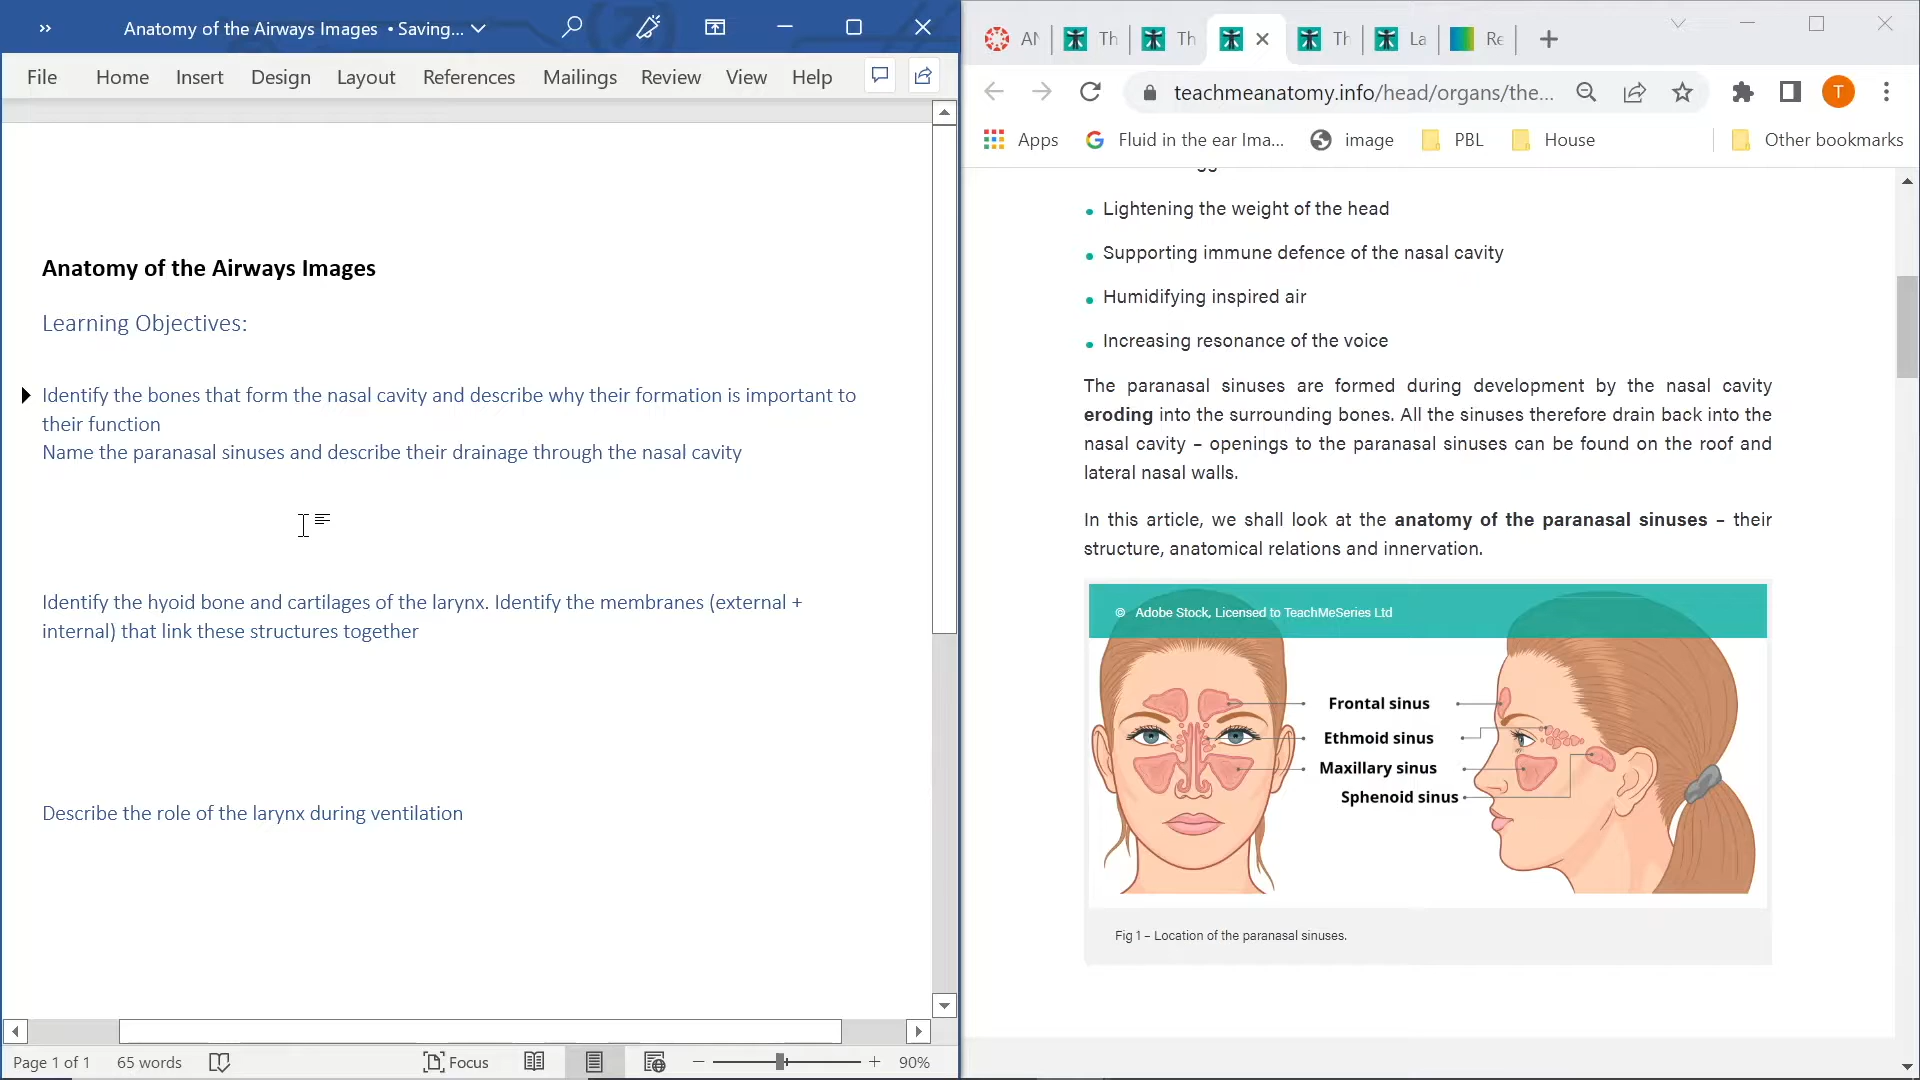 Anatomy of the Airways Images • Saving...
File Home Insert Design Layout References Mailings Review View Help
Anatomy of the Airways Images
Learning Objectives:
Identify the bones that form the nasal cavity and describe why their formation is important to
their function
Name the paranasal sinuses and describe their drainage through the nasal cavity
Identify the hyoid bone and cartilages of the larynx. Identify the membranes (external +
internal) that link these structures together
Describe the role of the larynx during ventilation
Page 1 of 1 65 words Focus 90%
Th Th Th La Re
teachmeanatomy.info/head/organs/the... T
Apps Fluid in the ear Ima... image PBL House Other bookmarks
Lightening the weight of the head
Supporting immune defence of the nasal cavity
Humidifying inspired air
Increasing resonance of the voice
The paranasal sinuses are formed during development by the nasal cavity
eroding into the surrounding bones. All the sinuses therefore drain back into the
nasal cavity – openings to the paranasal sinuses can be found on the roof and
lateral nasal walls.
In this article, we shall look at the anatomy of the paranasal sinuses – their
structure, anatomical relations and innervation.
© Adobe Stock, Licensed to TeachMeSeries Ltd
Frontal sinus
Ethmoid sinus
Maxillary sinus
Sphenoid sinus
Fig 1 – Location of the paranasal sinuses.